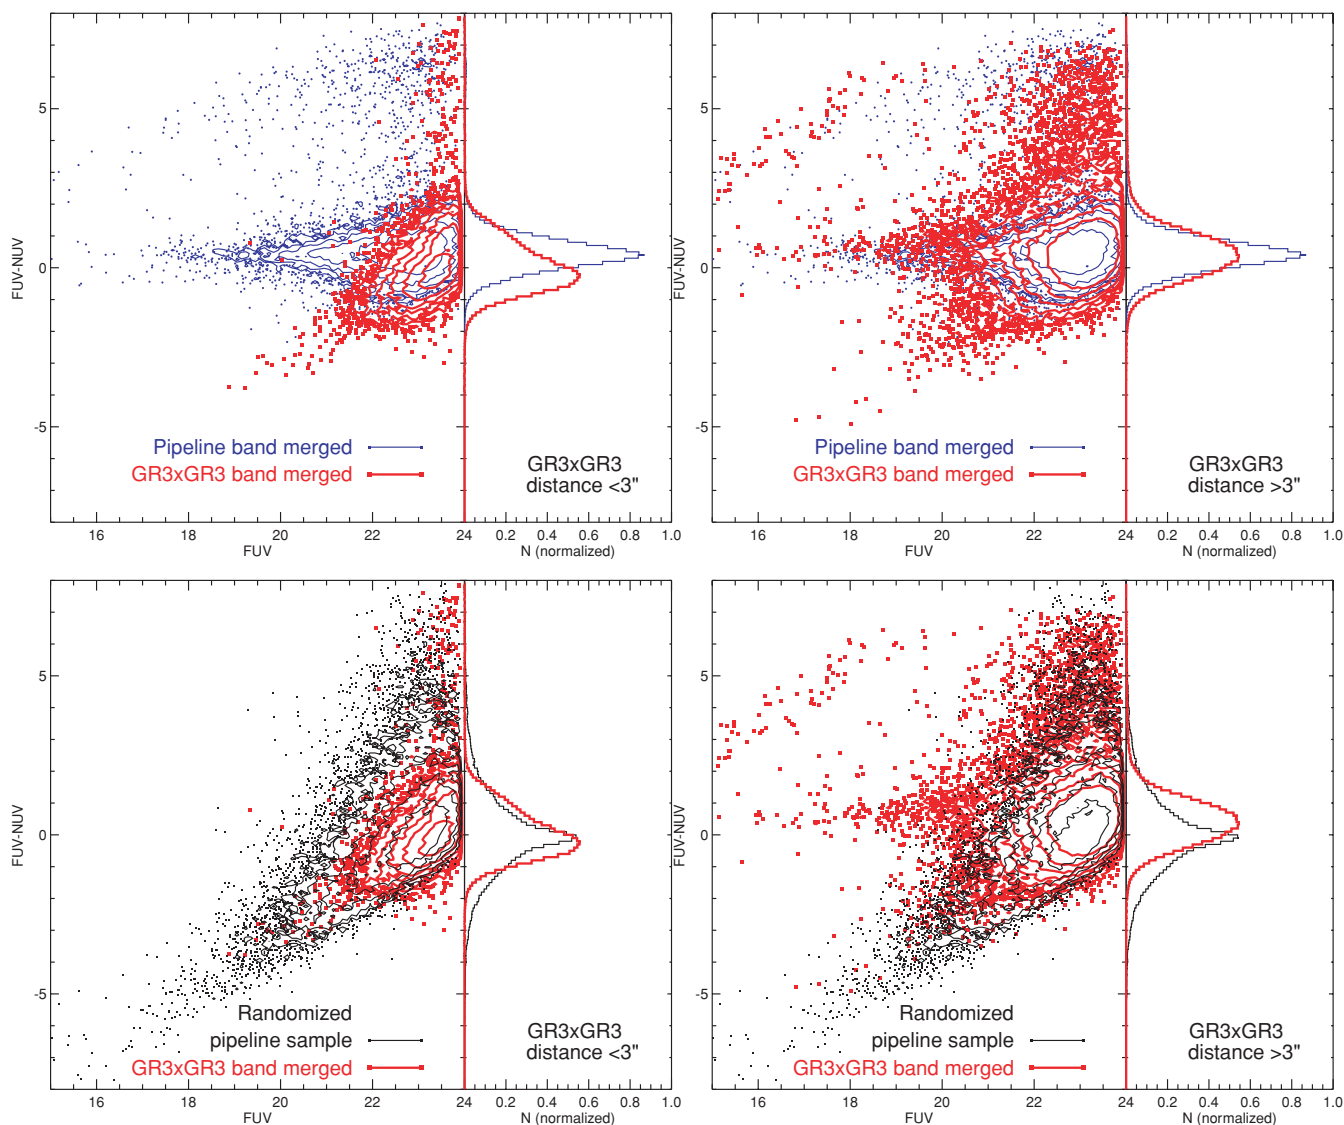 5
0
-5
FUV-NUV
Pipeline band merged
GR3xGR3 band merged
GR3xGR3
distance <3"
16
18
20
22
24
0.2
0.4
0.6
0.8
1.0
FUV
N (normalized)
5
0
-5
FUV-NUV
Pipeline band merged
GR3xGR3 band merged
GR3xGR3
distance >3"
16
18
20
22
24
0.2
0.4
0.6
0.8
1.0
FUV
N (normalized)
5
0
-5
FUV-NUV
Randomized
pipeline sample
GR3xGR3 band merged
GR3xGR3
distance <3"
16
18
20
22
24
0.2
0.4
0.6
0.8
1.0
FUV
N (normalized)
5
0
-5
FUV-NUV
Randomized
pipeline sample
GR3xGR3 band merged
GR3xGR3
distance >3"
16
18
20
22
24
0.2
0.4
0.6
0.8
1.0
FUV
N (normalized)